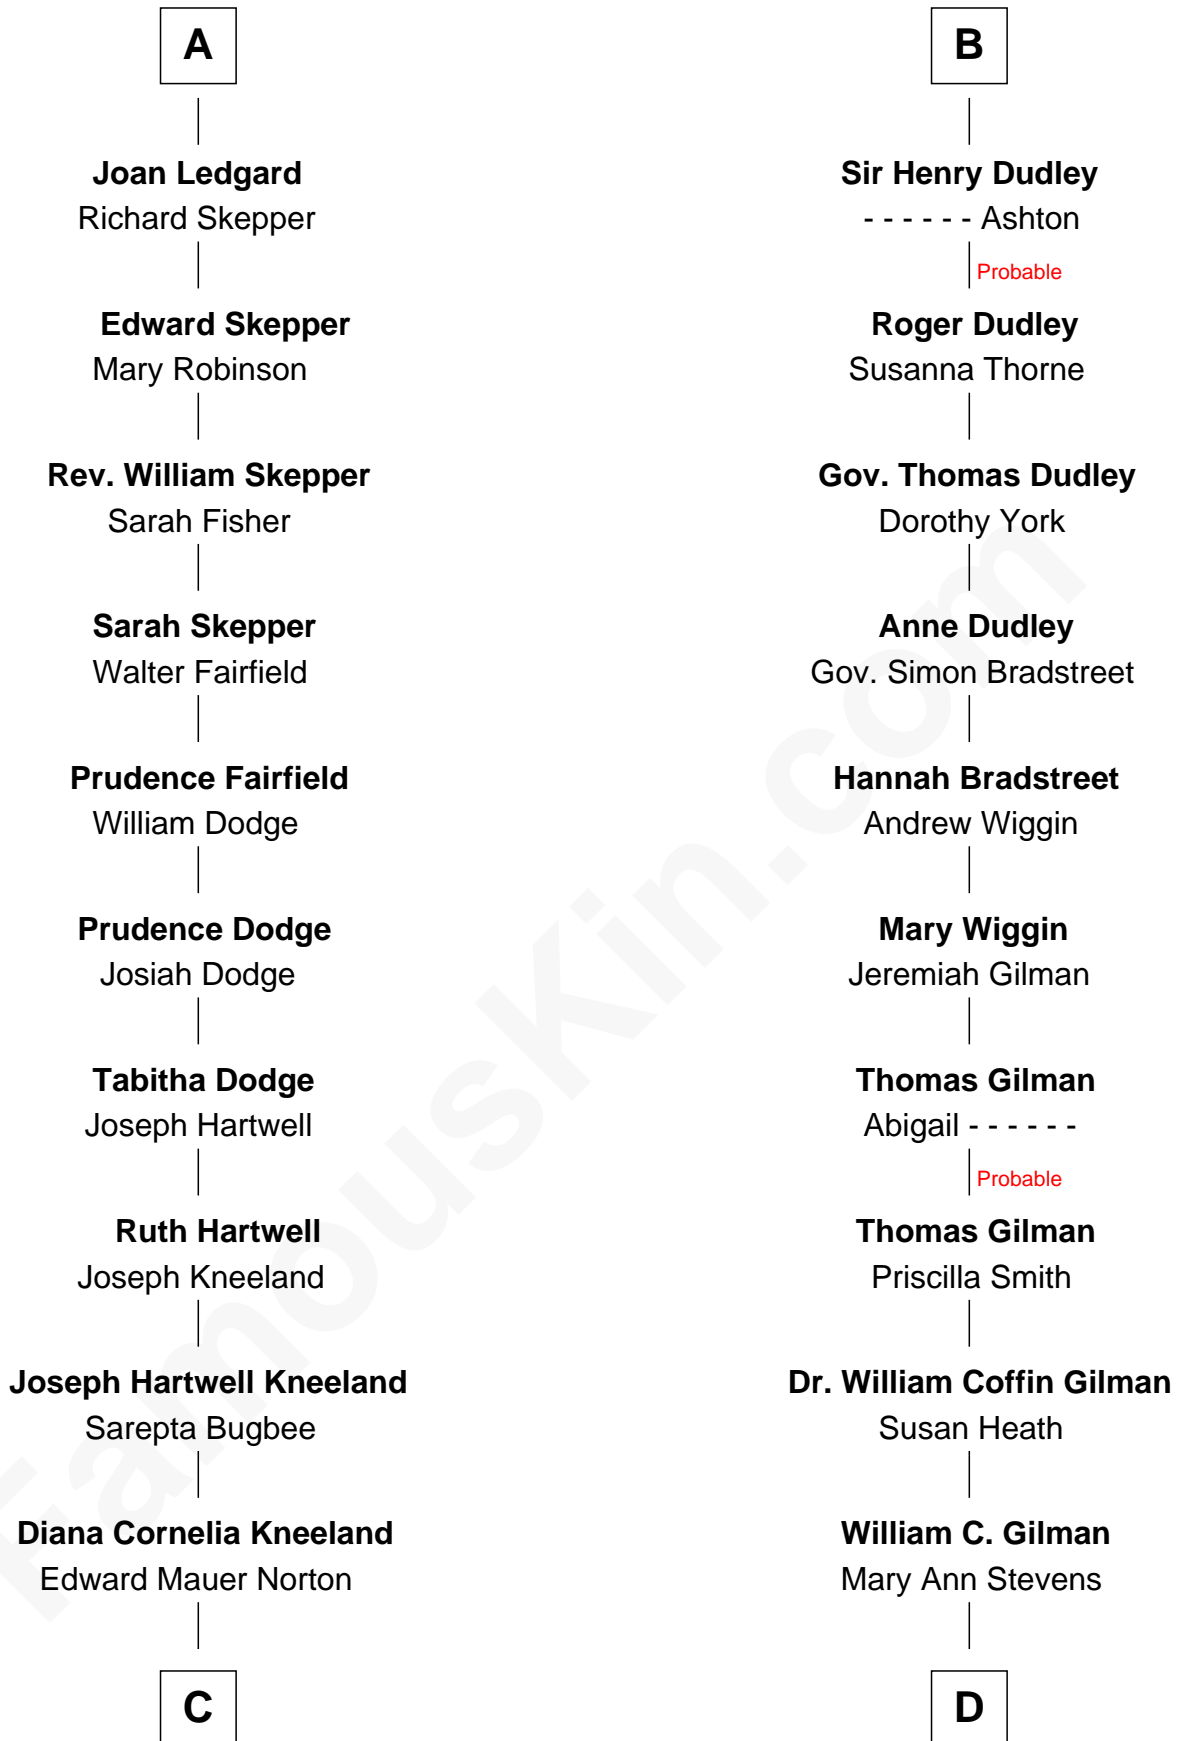 A
Joan Ledgard
Richard Skepper
Edward Skepper
Mary Robinson
Rev. William Skepper
Sarah Fisher
Sarah Skepper
Walter Fairfield
Prudence Fairfield
William Dodge
Prudence Dodge
Josiah Dodge
Tabitha Dodge
Joseph Hartwell
Ruth Hartwell
Joseph Kneeland
Joseph Hartwell Kneeland
Sarepta Bugbee
Diana Cornelia Kneeland
Edward Mauer Norton
C
B
Sir Henry Dudley
- - - - - - Ashton
Probable
Roger Dudley
Susanna Thorne
Gov. Thomas Dudley
Dorothy York
Anne Dudley
Gov. Simon Bradstreet
Hannah Bradstreet
Andrew Wiggin
Mary Wiggin
Jeremiah Gilman
Thomas Gilman
Abigail - - - - - -
Probable
Thomas Gilman
Priscilla Smith
Dr. William Coffin Gilman
Susan Heath
William C. Gilman
Mary Ann Stevens
D
FamousKin.com